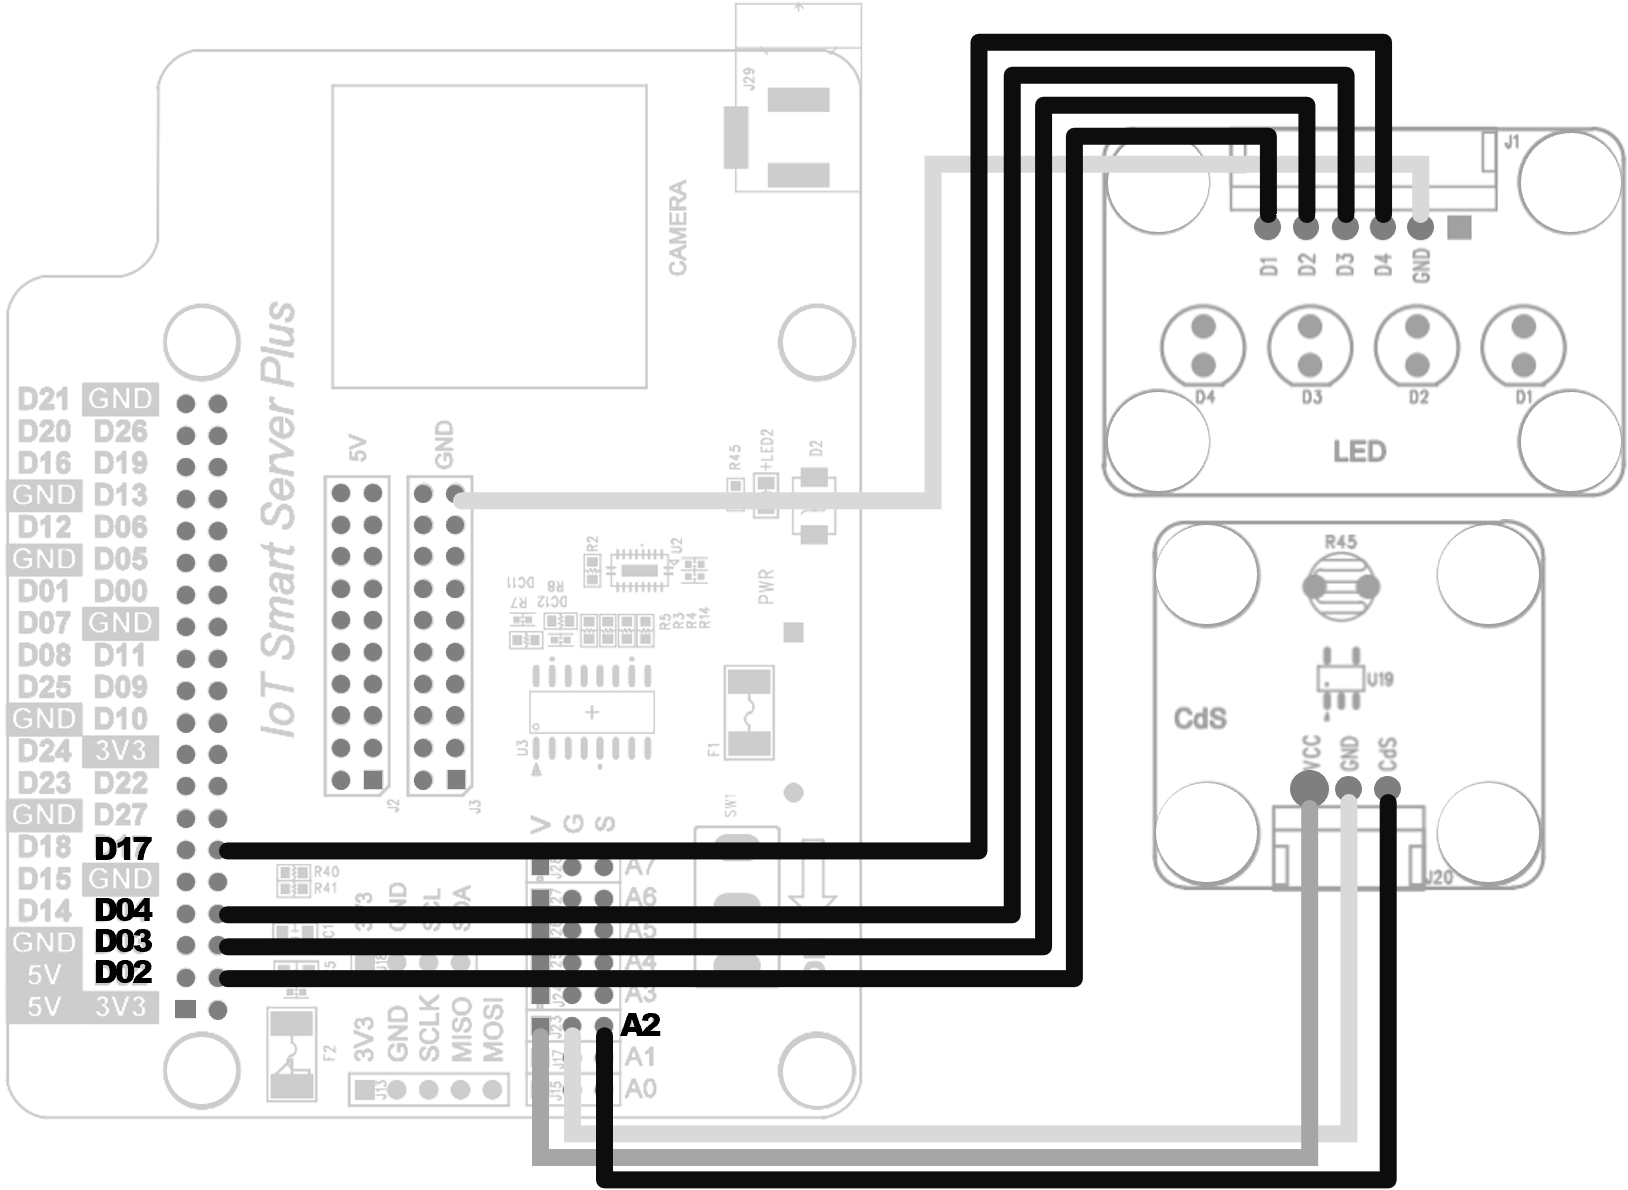 *
J29
CAMERA
IoT Smart Server Plus
D21 GND
D20 D26
D16 D19
GND D13
D12 D06
GND D05
D01 D00
D07 GND
D08 D11
D25 D09
GND D10
D24 3V3
D23 D22
GND D27
D18 D17
D15 GND
D14 D04
GND D03
5V D02
5V 3V3
5V
GND
J2
J3
R45
+LED2
D2
R2
U2
DC11
R8
R7
DC12
R5
R3
R4
R14
PWR
U3
+
F1
SW1
V G S
A7
A6
A5
A4
A3
A2
A1
A0
J23
J17
J15
R40
R41
3V3 GND SCL SDA
3V3 GND SCLK MISO MOSI
F2
J13
J1
D1 D2 D3 D4 GND
D4 D3 D2 D1
LED
R45
U19
CdS
VCC GND CdS
J20